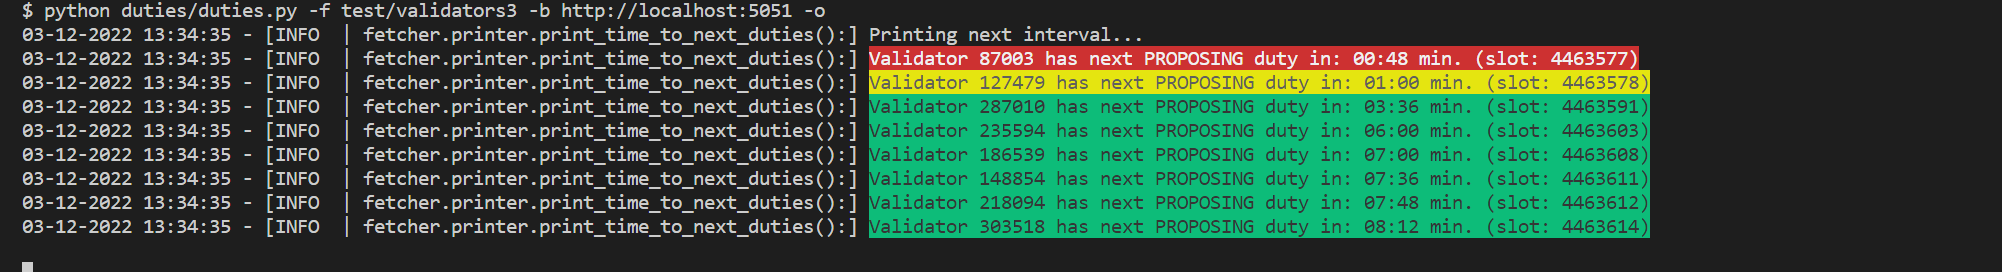 $ python duties/duties.py -f test/validators3 -b http://localhost:5051 -o
03-12-2022 13:34:35 - [INFO  | fetcher.printer.print_time_to_next_duties():] Printing next interval...
03-12-2022 13:34:35 - [INFO  | fetcher.printer.print_time_to_next_duties():] Validator 87003 has next PROPOSING duty in: 00:48 min. (slot: 4463577)
03-12-2022 13:34:35 - [INFO  | fetcher.printer.print_time_to_next_duties():] Validator 127479 has next PROPOSING duty in: 01:00 min. (slot: 4463578)
03-12-2022 13:34:35 - [INFO  | fetcher.printer.print_time_to_next_duties():] Validator 287010 has next PROPOSING duty in: 03:36 min. (slot: 4463591)
03-12-2022 13:34:35 - [INFO  | fetcher.printer.print_time_to_next_duties():] Validator 235594 has next PROPOSING duty in: 06:00 min. (slot: 4463603)
03-12-2022 13:34:35 - [INFO  | fetcher.printer.print_time_to_next_duties():] Validator 186539 has next PROPOSING duty in: 07:00 min. (slot: 4463608)
03-12-2022 13:34:35 - [INFO  | fetcher.printer.print_time_to_next_duties():] Validator 148854 has next PROPOSING duty in: 07:36 min. (slot: 4463611)
03-12-2022 13:34:35 - [INFO  | fetcher.printer.print_time_to_next_duties():] Validator 218094 has next PROPOSING duty in: 07:48 min. (slot: 4463612)
03-12-2022 13:34:35 - [INFO  | fetcher.printer.print_time_to_next_duties():] Validator 303518 has next PROPOSING duty in: 08:12 min. (slot: 4463614)